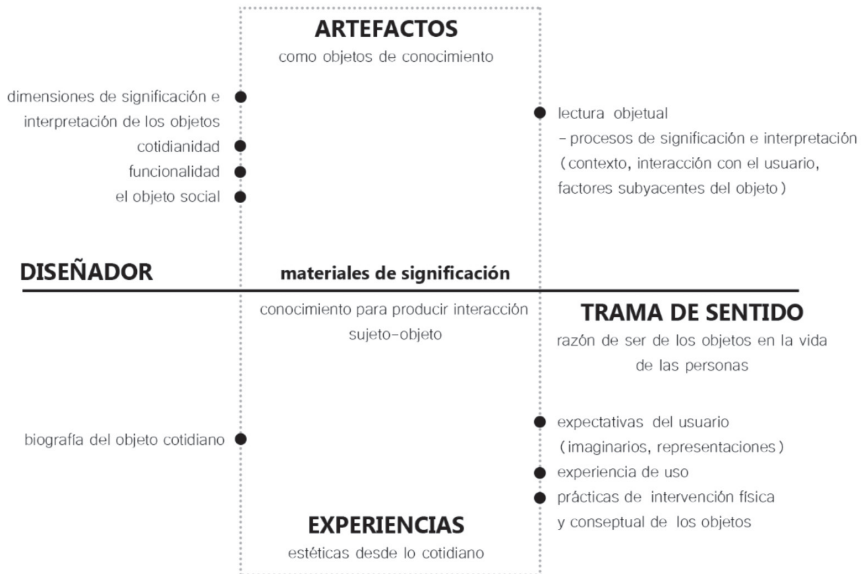 ARTEFACTOS
como objetos de conocimiento
dimensiones de significación e
interpretación de los objetos
cotidianidad
funcionalidad
el objeto social
lectura objetual
- procesos de significación e interpretación
(contexto, interacción con el usuario,
factores subyacentes del objeto)
DISEÑADOR
materiales de significación
conocimiento para producir interacción
sujeto-objeto
TRAMA DE SENTIDO
razón de ser de los objetos en la vida
de las personas
biografía del objeto cotidiano
expectativas del usuario
(imaginarios, representaciones)
experiencia de uso
prácticas de intervención física
y conseptual de los objetos
EXPERIENCIAS
estéticas desde lo cotidiano